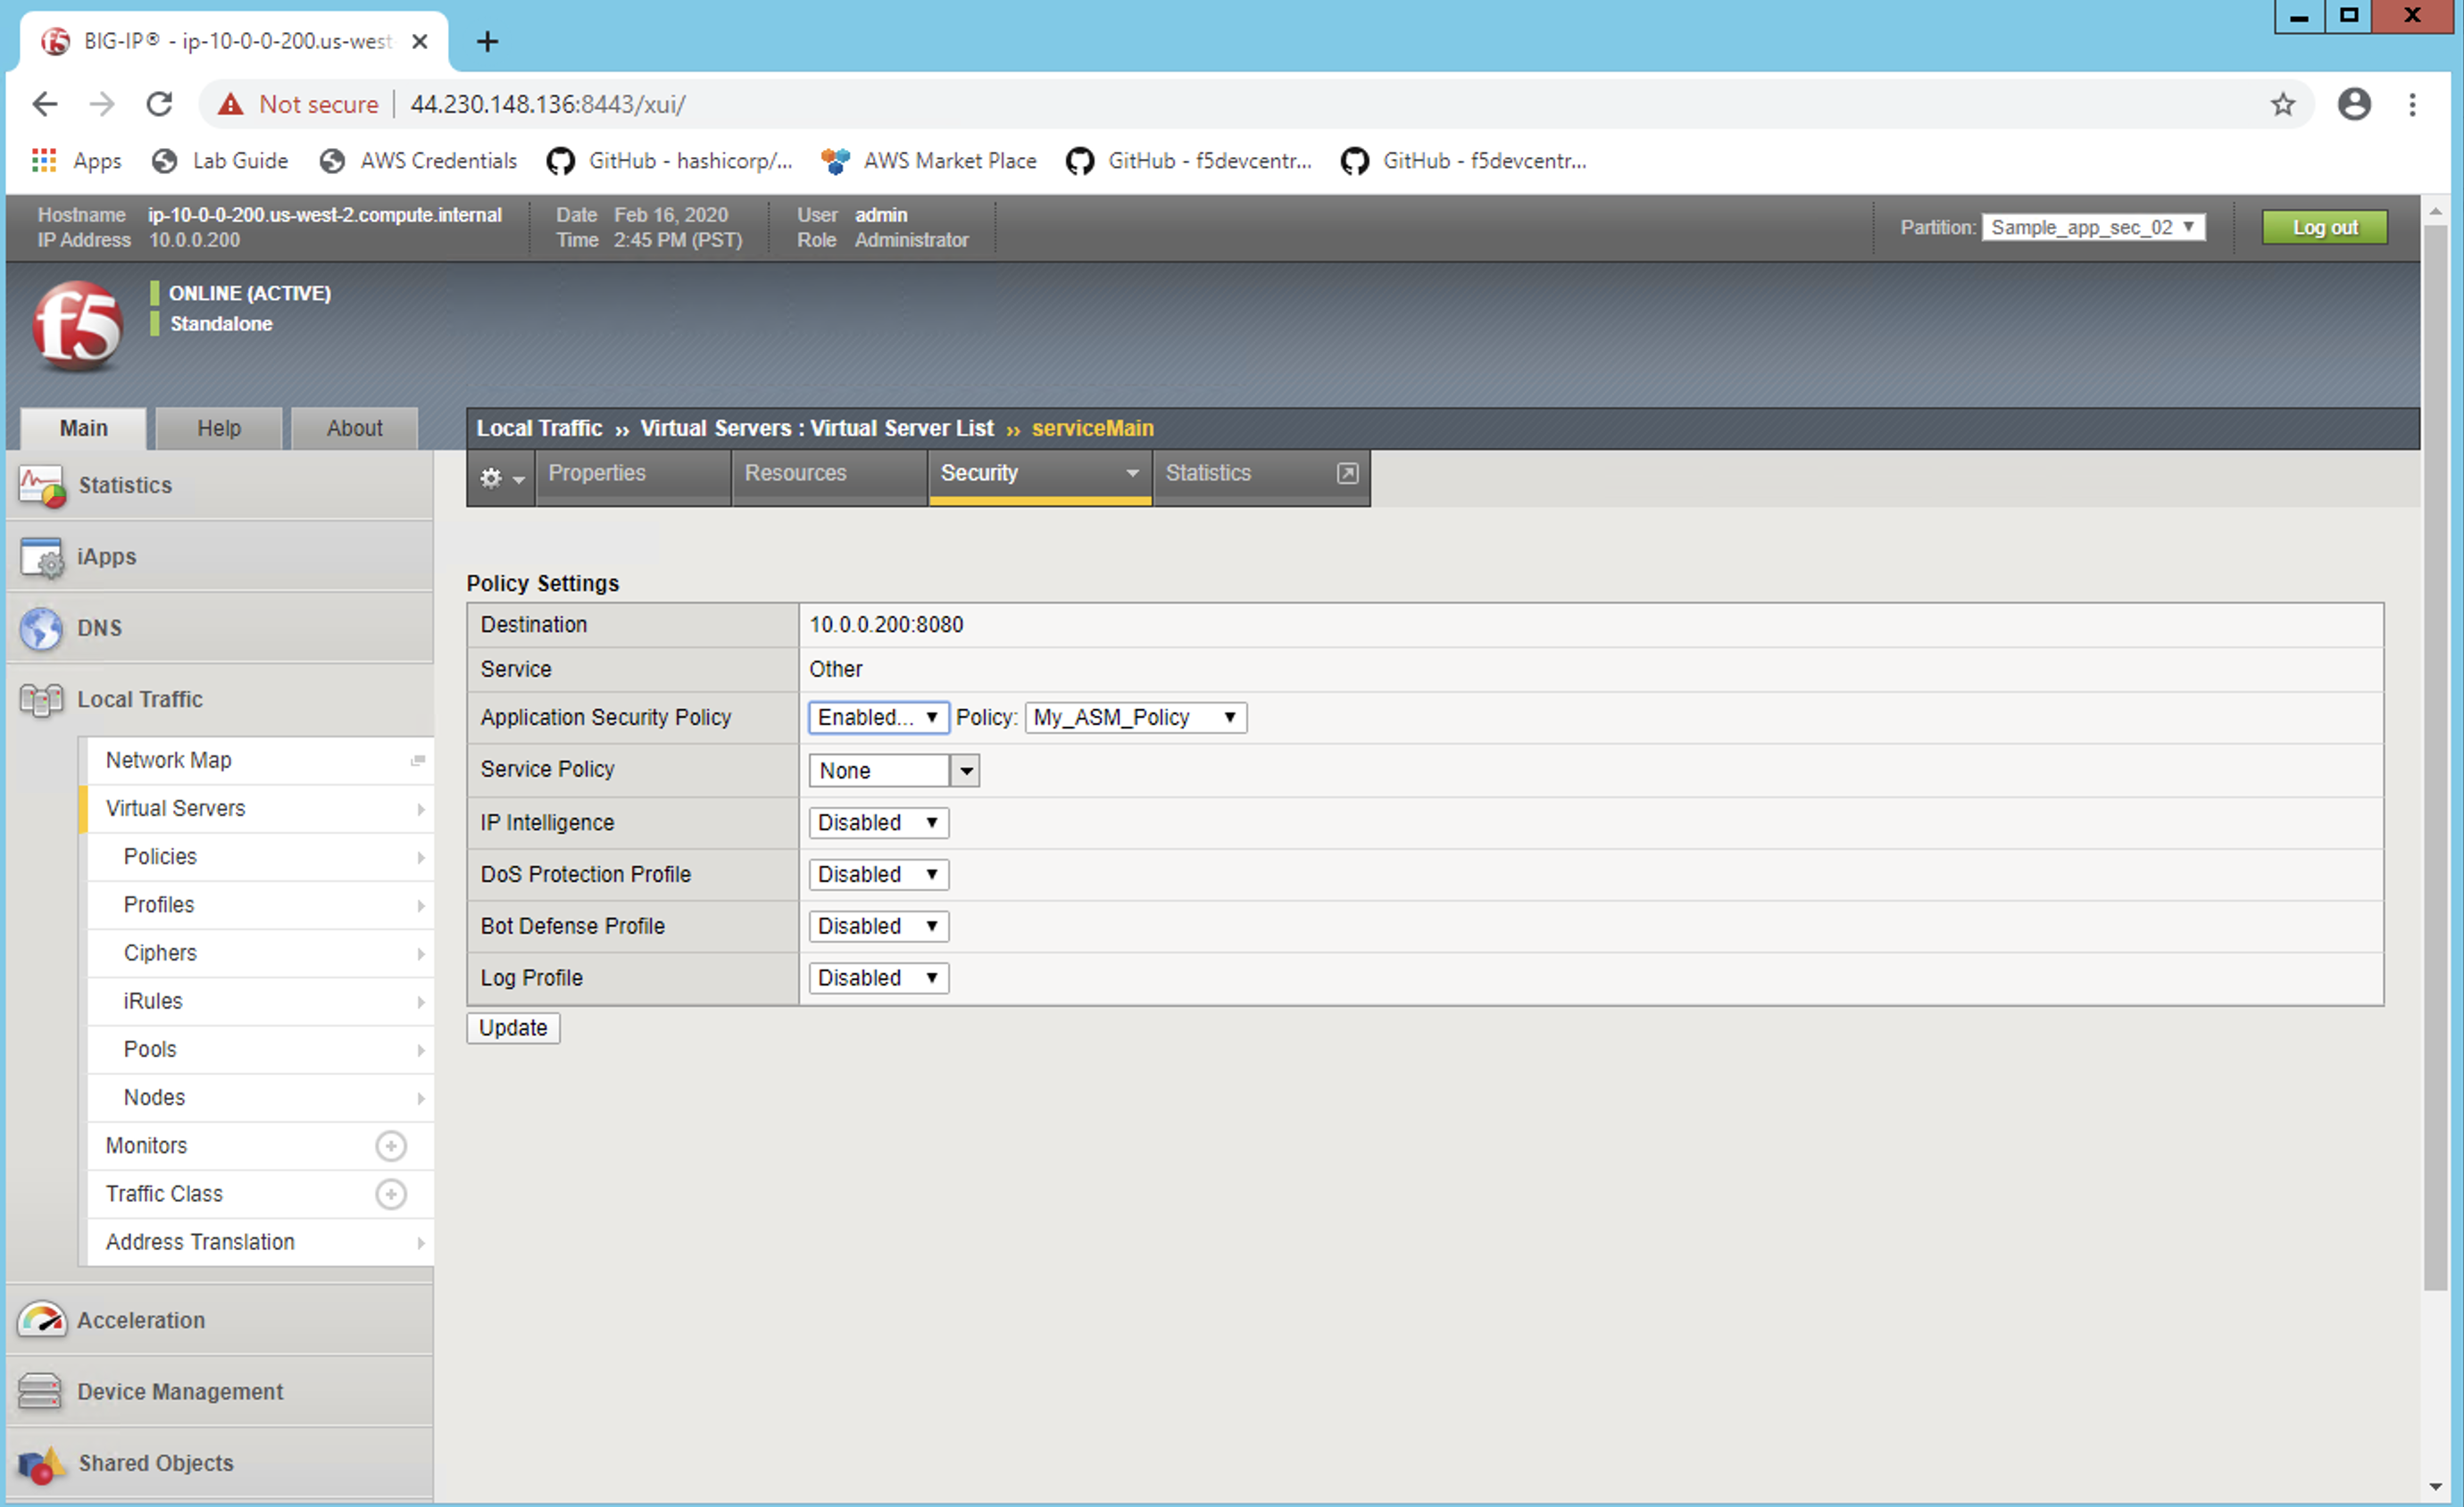 BIG-IP® - ip-10-0-0-200.us-west
Not secure 44.230.148.136:8443/xui/
Apps Lab Guide AWS Credentials GitHub - hashicorp/... AWS Market Place GitHub - f5devcentr... GitHub - f5devcentr...
Hostname ip-10-0-0-200.us-west-2.compute.internal Date Feb 16, 2020 User admin
IP Address 10.0.0.200 Time 2:45 PM (PST) Role Administrator
Partition: Sample_app_sec_02 Log out
f5
ONLINE (ACTIVE)
Standalone
Main Help About
Local Traffic ›› Virtual Servers : Virtual Server List ›› serviceMain
Properties Resources Security Statistics
Statistics
iApps
DNS
Local Traffic
Network Map
Virtual Servers
Policies
Profiles
Ciphers
iRules
Pools
Nodes
Monitors
Traffic Class
Address Translation
Acceleration
Device Management
Shared Objects
Policy Settings
Destination 10.0.0.200:8080
Service Other
Application Security Policy Enabled... Policy: My_ASM_Policy
Service Policy None
IP Intelligence Disabled
DoS Protection Profile Disabled
Bot Defense Profile Disabled
Log Profile Disabled
Update